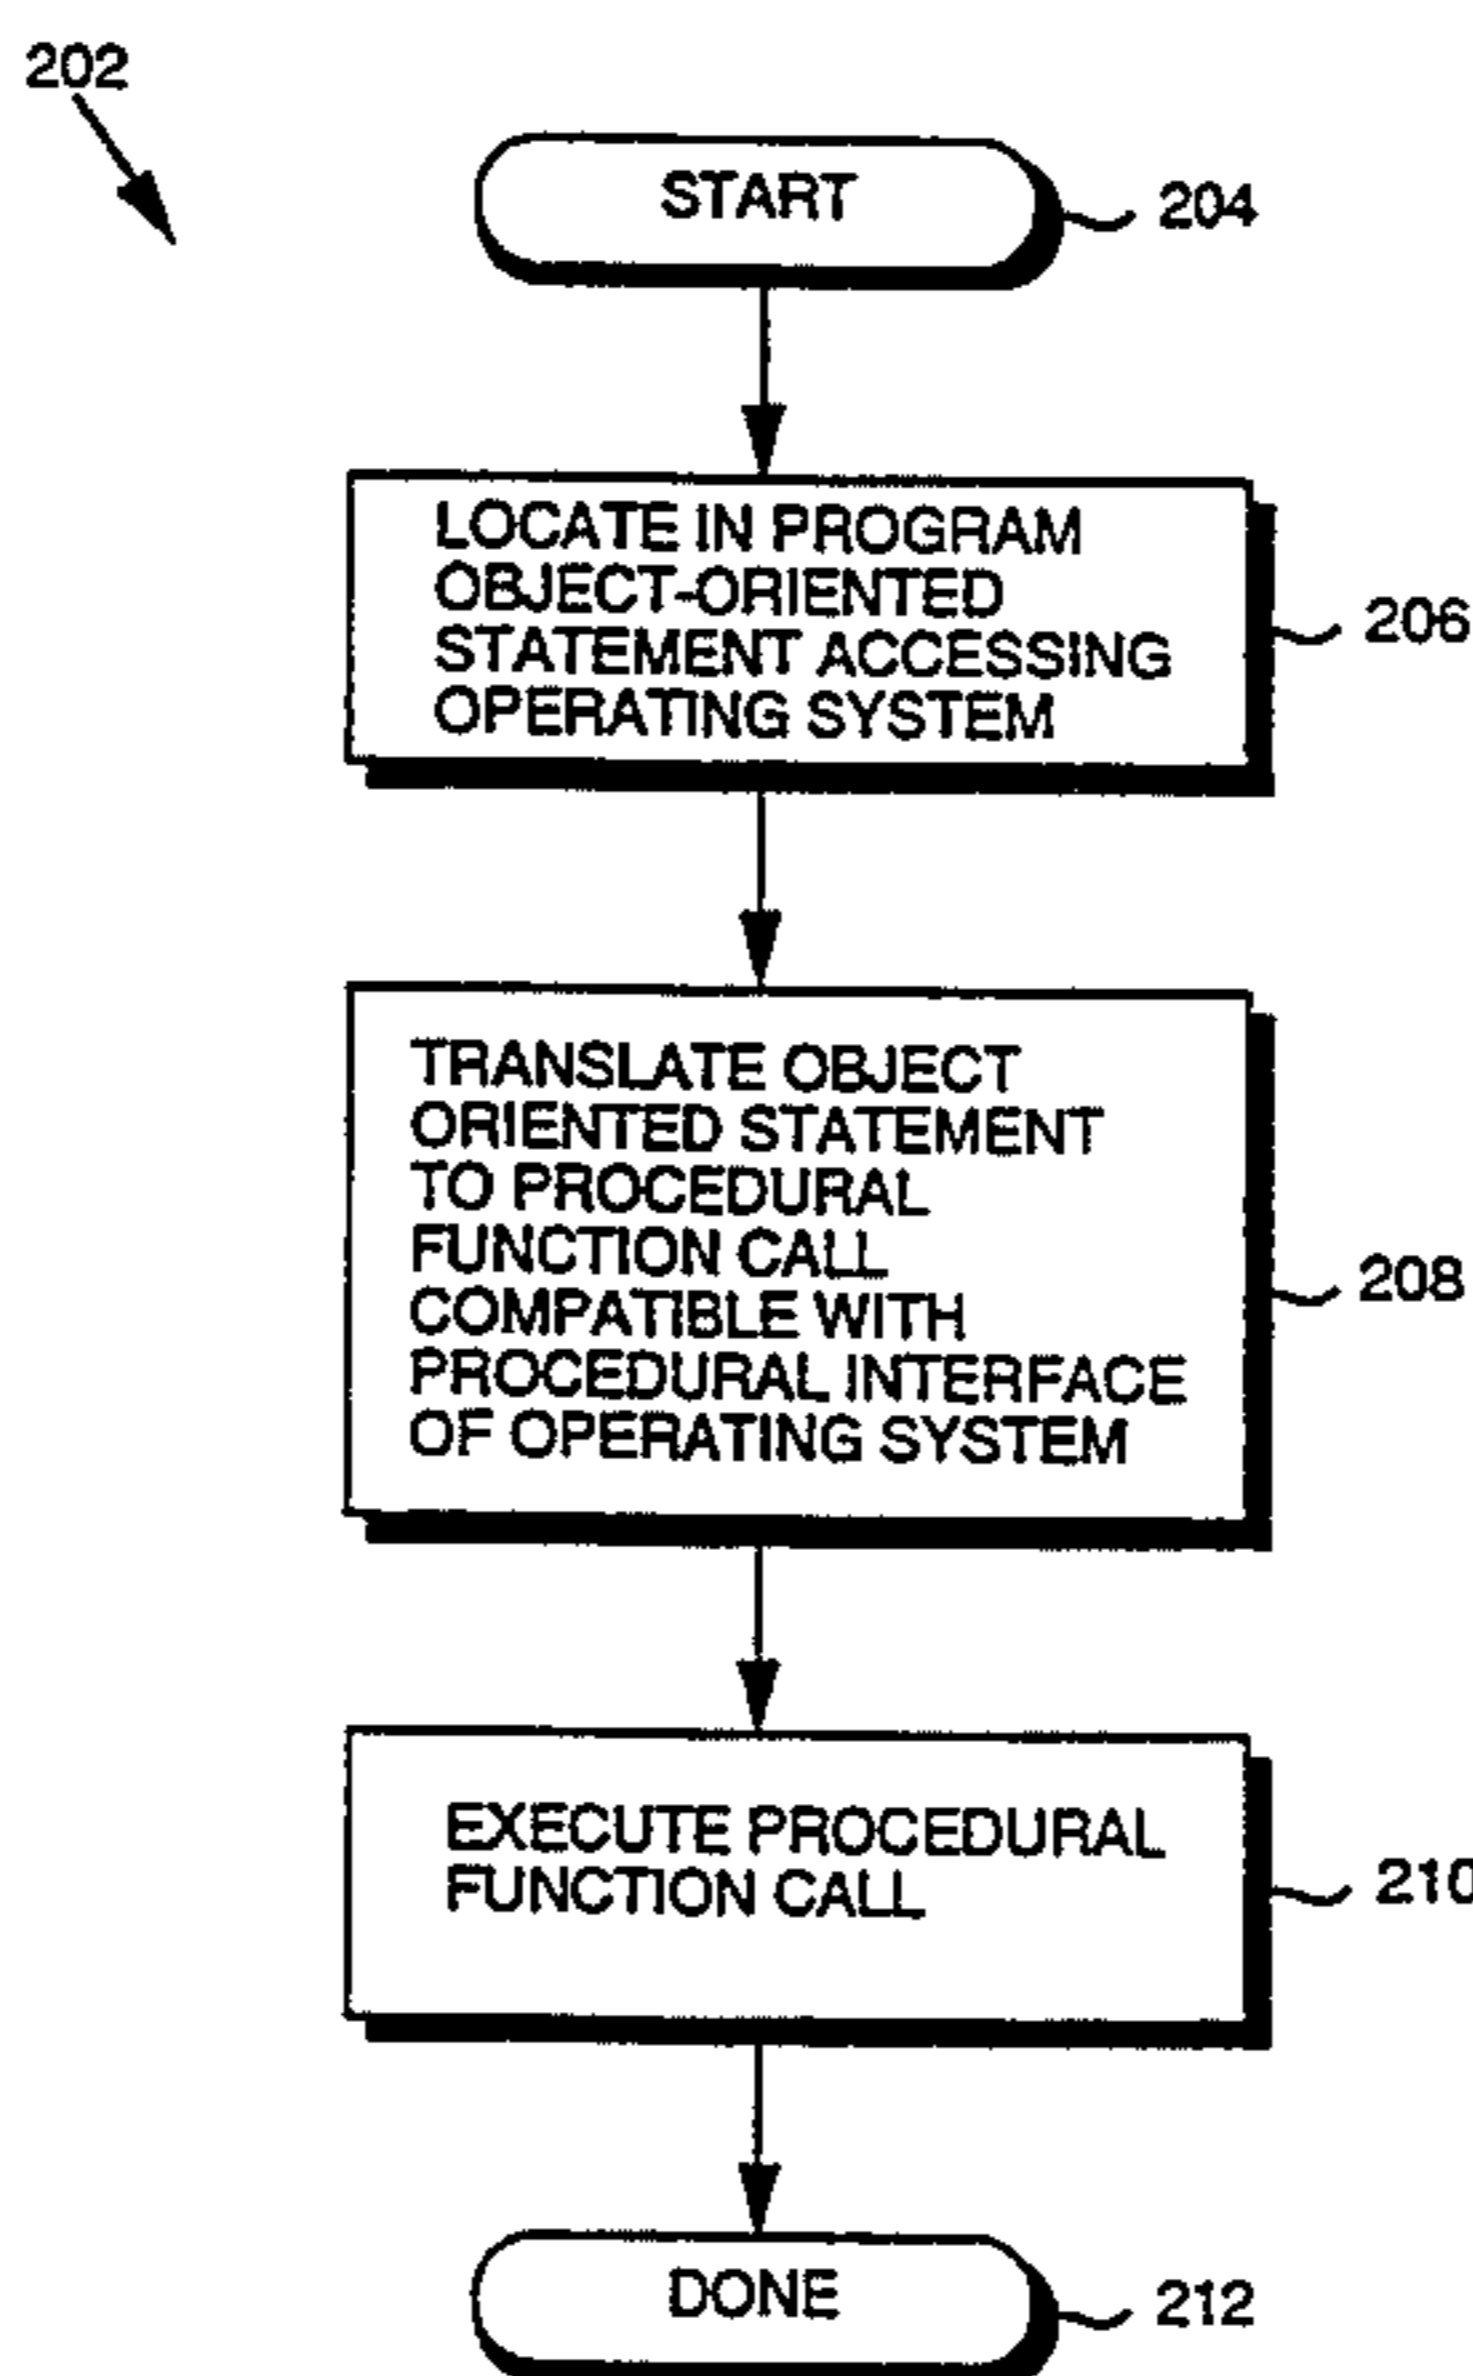 202
START
204
LOCATE IN PROGRAM
OBJECT-ORIENTED
STATEMENT ACCESSING
OPERATING SYSTEM
206
TRANSLATE OBJECT
ORIENTED STATEMENT
TO PROCEDURAL
FUNCTION CALL
COMPATIBLE WITH
PROCEDURAL INTERFACE
OF OPERATING SYSTEM
208
EXECUTE PROCEDURAL
FUNCTION CALL
210
DONE
212